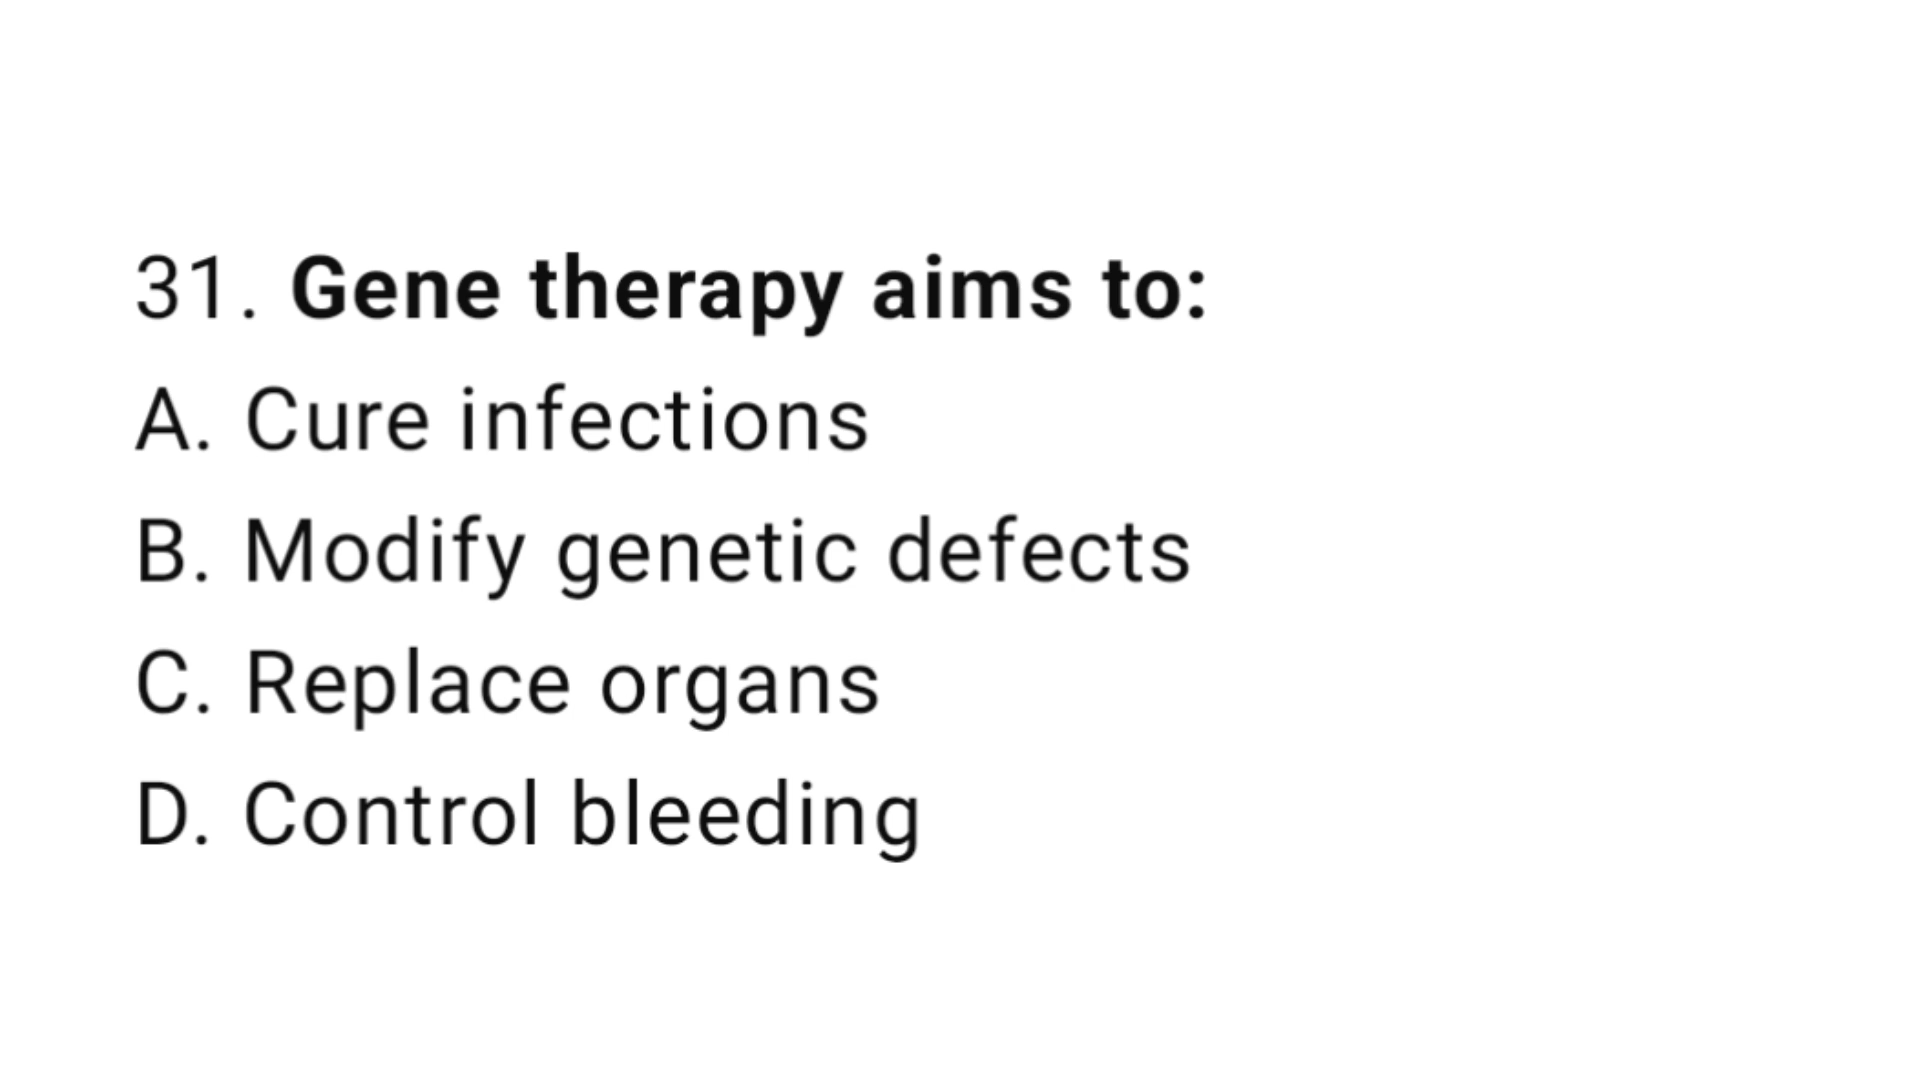 31. Gene therapy aims to:
A. Cure infections
B. Modify genetic defects
C. Replace organs
D. Control bleeding